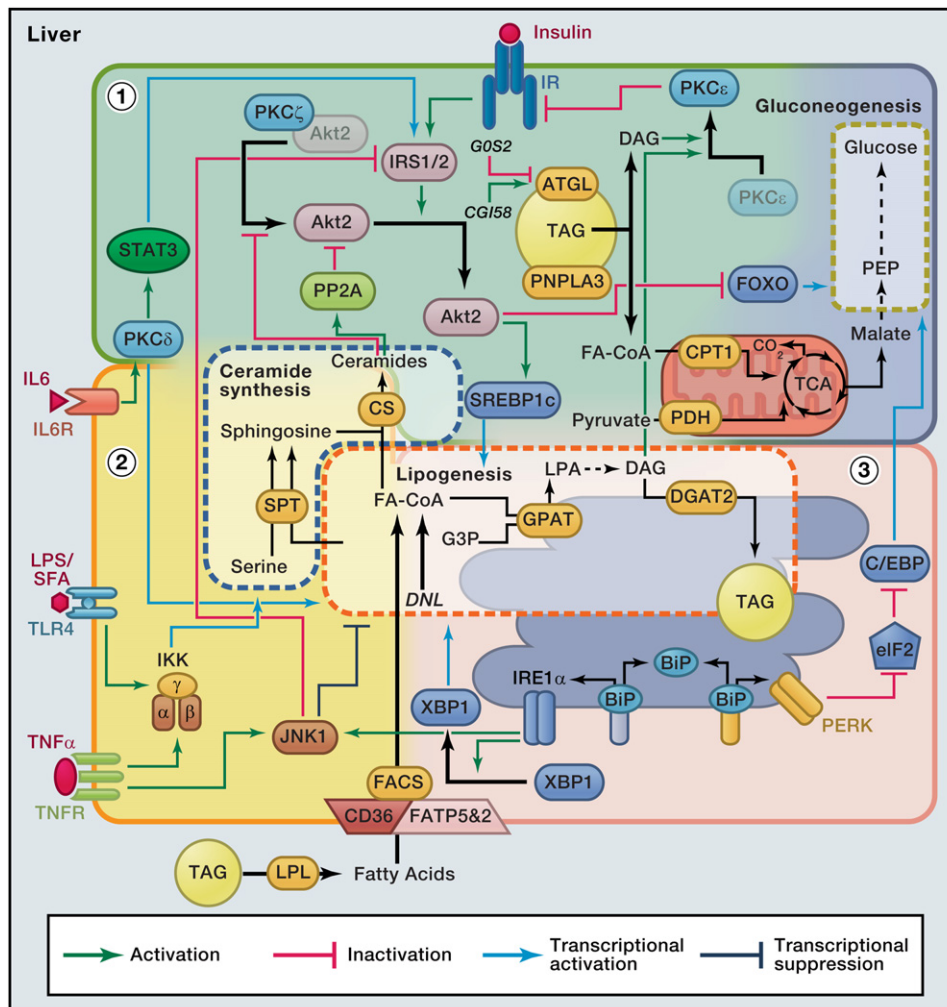 Liver
Insulin
IR
1
PKCζ
Akt2
IRS1/2
G0S2
CGI58
ATGL
TAG
PNPLA3
DAG
PKCε
PKCε
Gluconeogenesis
Glucose
PEP
Malate
STAT3
Akt2
PP2A
Akt2
FOXO
PKCδ
Ceramides
Ceramide
synthesis
CS
SREBP1c
FA-CoA
CPT1
CO2
TCA
Pyruvate
PDH
IL6
IL6R
2
Sphingosine
SPT
Serine
Lipogenesis
FA-CoA
G3P
DNL
LPA
GPAT
DAG
DGAT2
TAG
3
C/EBP
eIF2
LPS/
SFA
TLR4
IKK
γ
α
β
JNK1
XBP1
IRE1α
BiP
BiP
BiP
PERK
XBP1
TNFα
TNFR
FACS
CD36
FATP5&2
TAG
LPL
Fatty Acids
Activation
Inactivation
Transcriptional
activation
Transcriptional
suppression